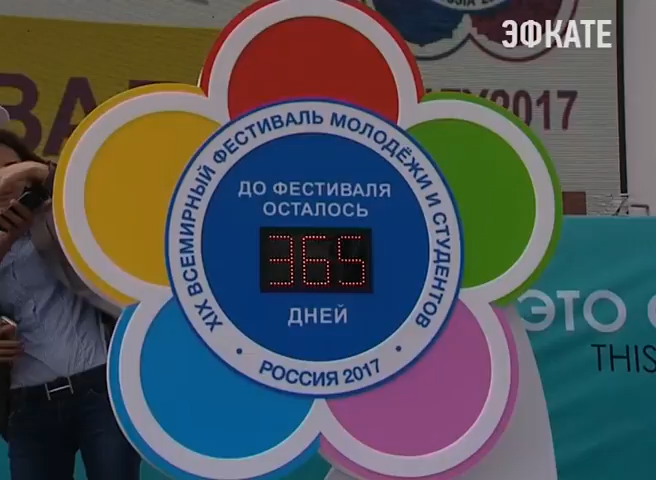 ЭФКАТЕ
2017
XIX ВСЕМИРНЫЙ ФЕСТИВАЛЬ МОЛОДЁЖИ И СТУДЕНТОВ
ДО ФЕСТИВАЛЯ
ОСТАЛОСЬ
365
ДНЕЙ
• РОССИЯ 2017 •
ЭТО
THIS